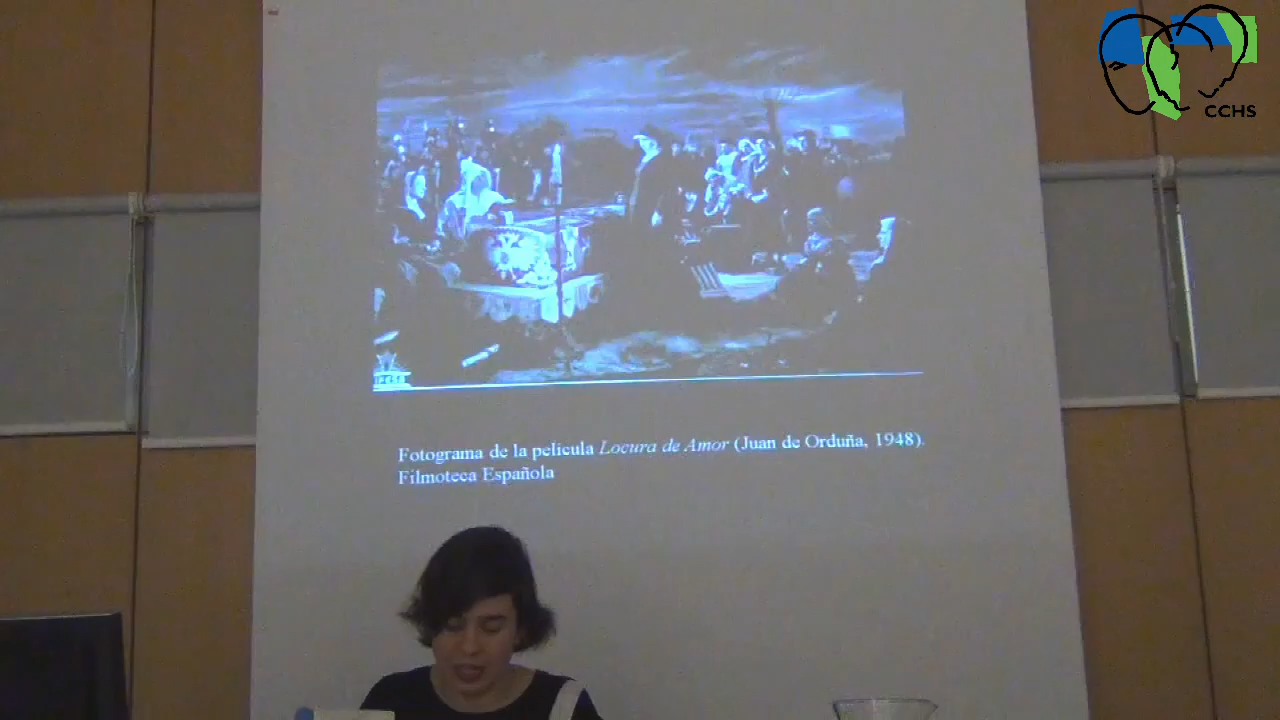 CCHS
Fotograma de la película Locura de Amor (Juan de Orduña, 1948).
Filmoteca Española